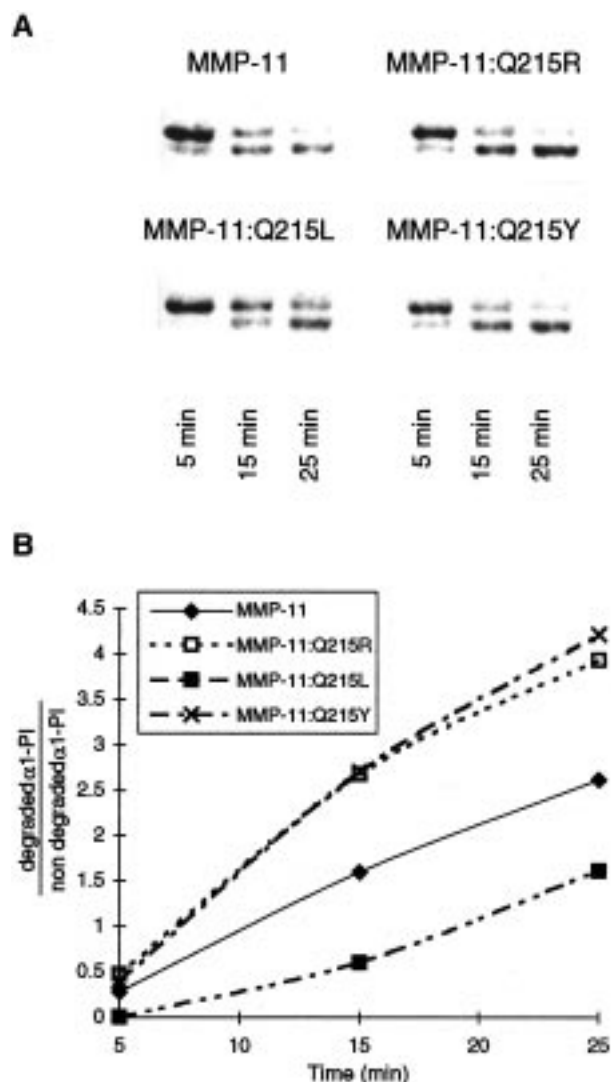 A
MMP-11 MMP-11:Q215R
MMP-11:Q215L MMP-11:Q215Y
5 min 15 min 25 min 5 min 15 min 25 min
B
MMP-11
MMP-11:Q215R
MMP-11:Q215L
MMP-11:Q215Y
4.5
4
3.5
3
2.5
2
1.5
1
0.5
0
degraded α1-PI
non degraded α1-PI
5 10 15 20 25
Time (min)